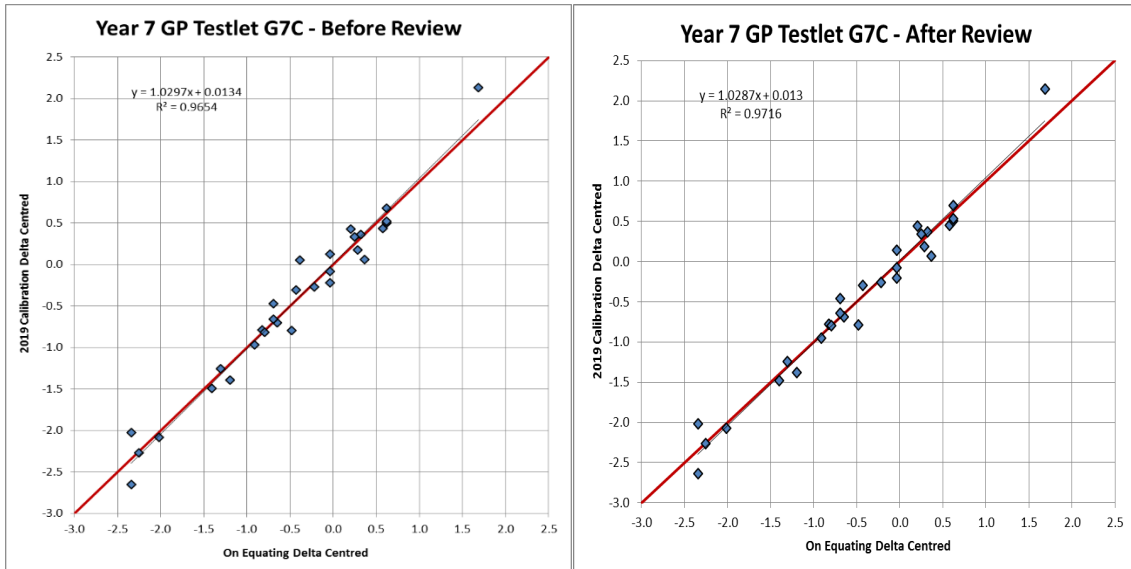 Year 7 GP Testlet G7C - Before Review
2.5
2.0
1.5
1.0
0.5
0.0
-0.5
-1.0
-1.5
-2.0
-2.5
-3.0
y = 1.0297x + 0.0134
R² = 0.9654
2019 Calibration Delta Centred
-3.0 -2.5 -2.0 -1.5 -1.0 -0.5 0.0 0.5 1.0 1.5 2.0 2.5
On Equating Delta Centred
Year 7 GP Testlet G7C - After Review
2.5
2.0
1.5
1.0
0.5
0.0
-0.5
-1.0
-1.5
-2.0
-2.5
-3.0
y = 1.0287x + 0.013
R² = 0.9716
2019 Calibration Delta Centred
-3.0 -2.5 -2.0 -1.5 -1.0 -0.5 0.0 0.5 1.0 1.5 2.0 2.5
On Equating Delta Centred